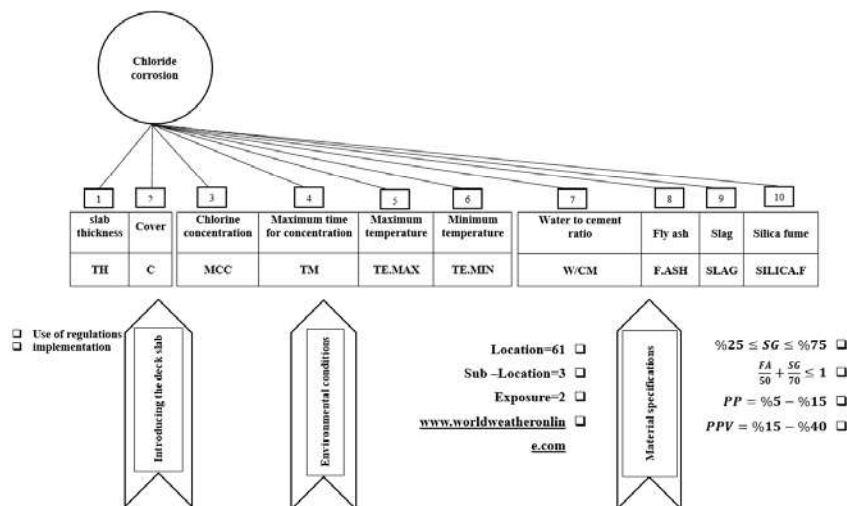 Chloride
corrosion
1 2 3 4 5 6 7 8 9 10
slab
thickness
Cover
Chlorine
concentration
Maximum time
for concentration
Maximum
temperature
Minimum
temperature
Water to cement
ratio
Fly ash
Slag
Silica fume
TH C MCC TM TE.MAX TE.MIN W/CM F.ASH SLAG SILICA.F
Use of regulations
implementation
Introducing the deck slab
Environmental conditions
Location=61
Sub –Location=3
Exposure=2
www.worldweatheronlin
e.com
Material specifications
%25 ≤ SG ≤ %75
FA/50 + SG/70 ≤ 1
PP = %5 − %15
PPV = %15 − %40